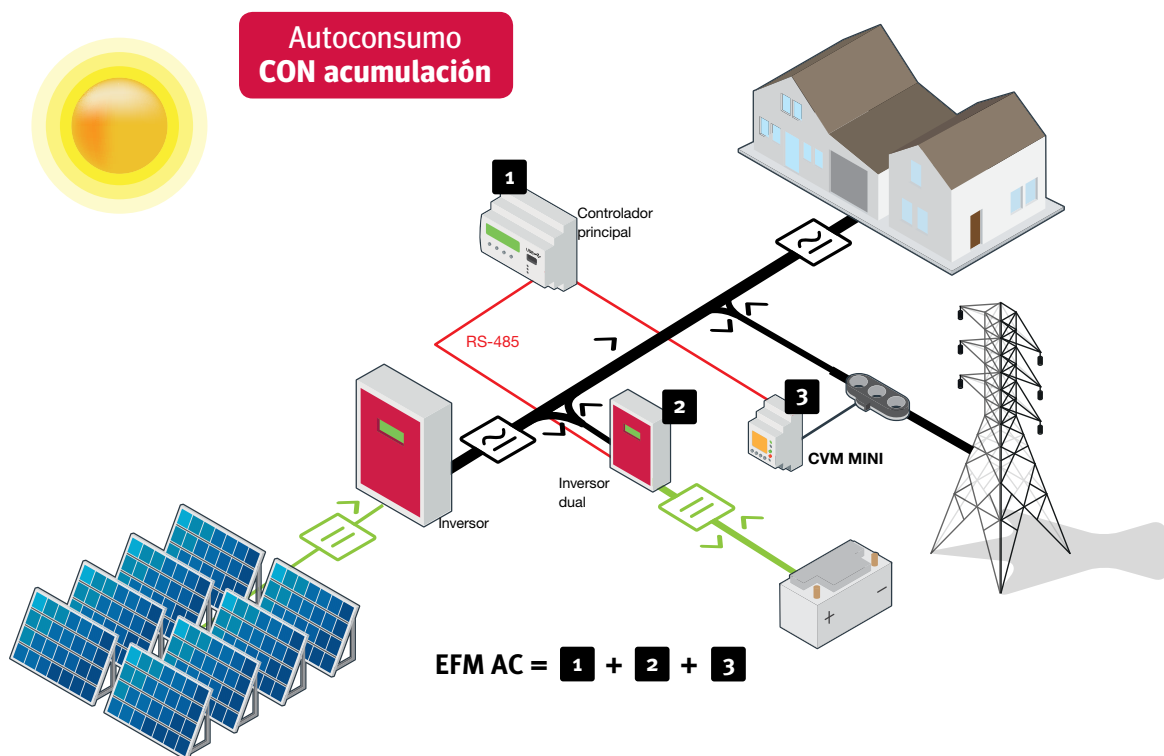 Autoconsumo
CON acumulación
1
Controlador
principal
RS-485
2
3
CVM MINI
Inversor
dual
Inversor
+
−
EFM AC = 1 + 2 + 3